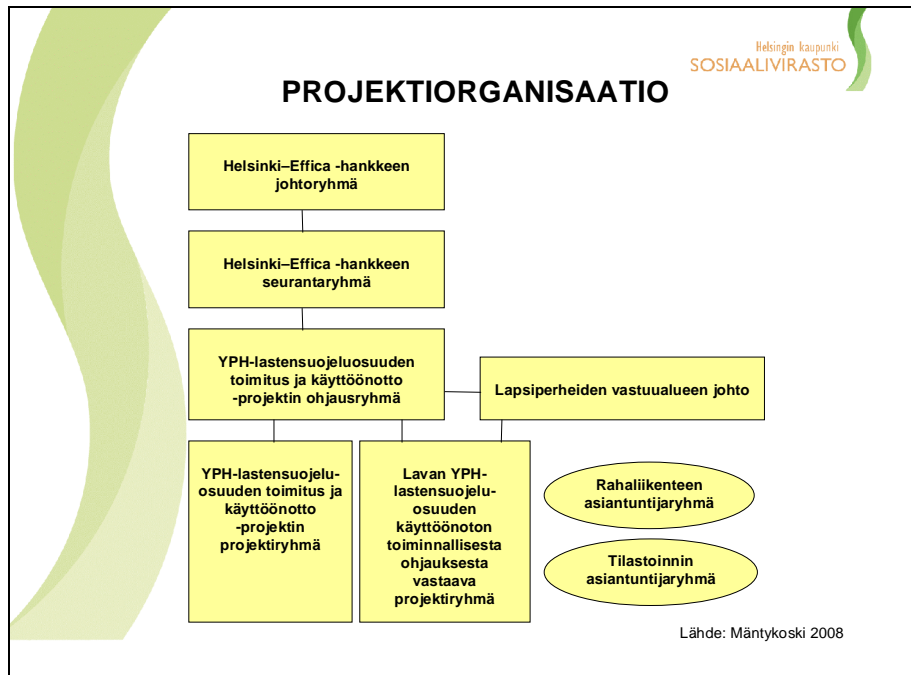 Helsingin kaupunki
SOSIAALIVIRASTO
PROJEKTIORGANISAATIO
Helsinki–Effica -hankkeen
johtoryhmä
Helsinki–Effica -hankkeen
seurantaryhmä
YPH-lastensuojeluosuuden
toimitus ja käyttöönotto
-projektin ohjausryhmä
Lapsiperheiden vastuualueen johto
YPH-lastensuojelu-
osuuden toimitus ja
käyttöönotto
-projektin
projektiryhmä
Lavan YPH-
lastensuojelu-
osuuden
käyttöönoton
toiminnallisesta
ohjauksesta
vastaava
projektiryhmä
Rahaliikenteen
asiantuntijaryhmä
Tilastoinnin
asiantuntijaryhmä
Lähde: Mäntykoski 2008